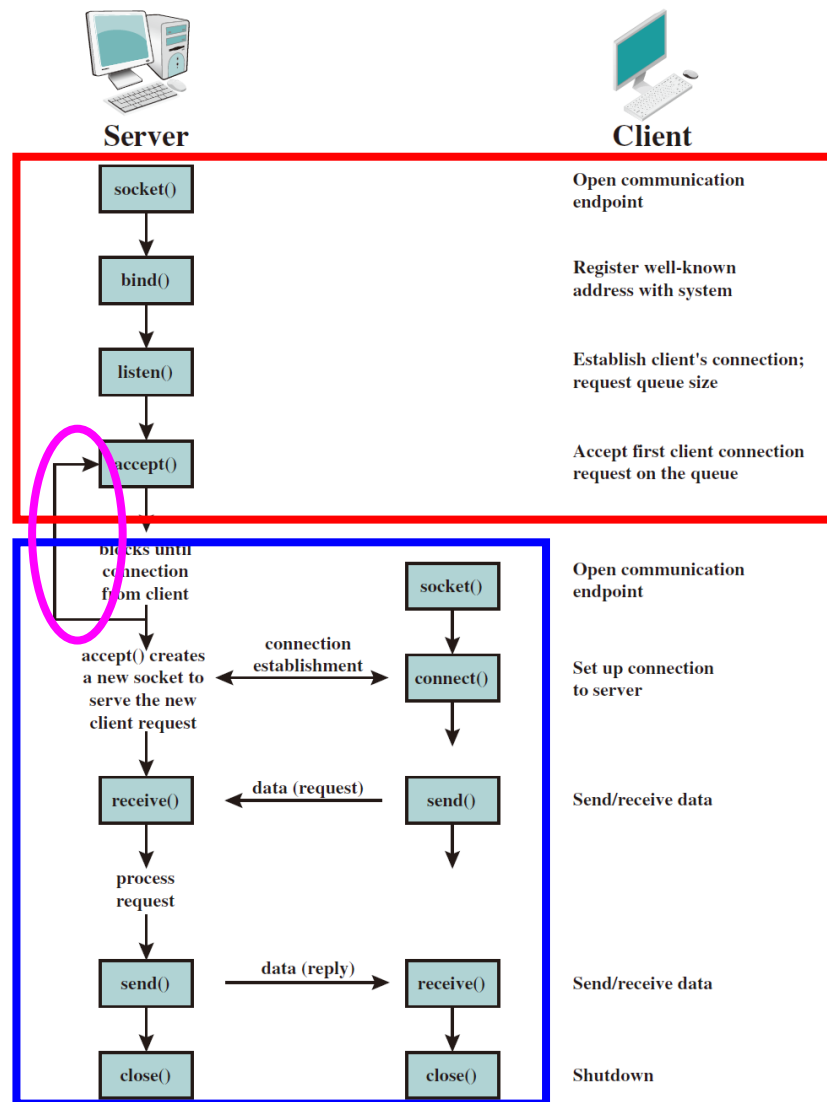 Server
Client
socket()
Open communication
endpoint
bind()
Register well-known
address with system
listen()
Establish client's connection;
request queue size
accept()
Accept first client connection
request on the queue
blocks until
connection
from client
socket()
Open communication
endpoint
accept() creates
a new socket to
serve the new
client request
connection
establishment
connect()
Set up connection
to server
receive()
data (request)
send()
Send/receive data
process
request
send()
data (reply)
receive()
Send/receive data
close()
close()
Shutdown